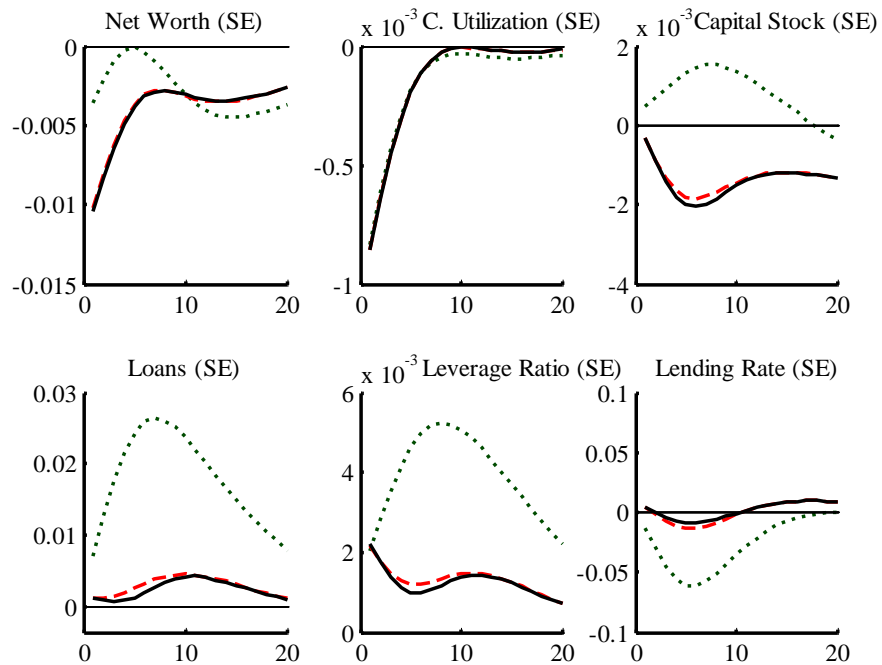 Net Worth (SE)
0
-0.005
-0.01
-0.015
0 10 20
x 10^-3 C. Utilization (SE)
0
-0.5
-1
0 10 20
x 10^-3 Capital Stock (SE)
2
0
-2
-4
0 10 20
Loans (SE)
0.03
0.02
0.01
0
0 10 20
x 10^-3 Leverage Ratio (SE)
6
4
2
0
0 10 20
Lending Rate (SE)
0.1
0.05
0
-0.05
-0.1
0 10 20